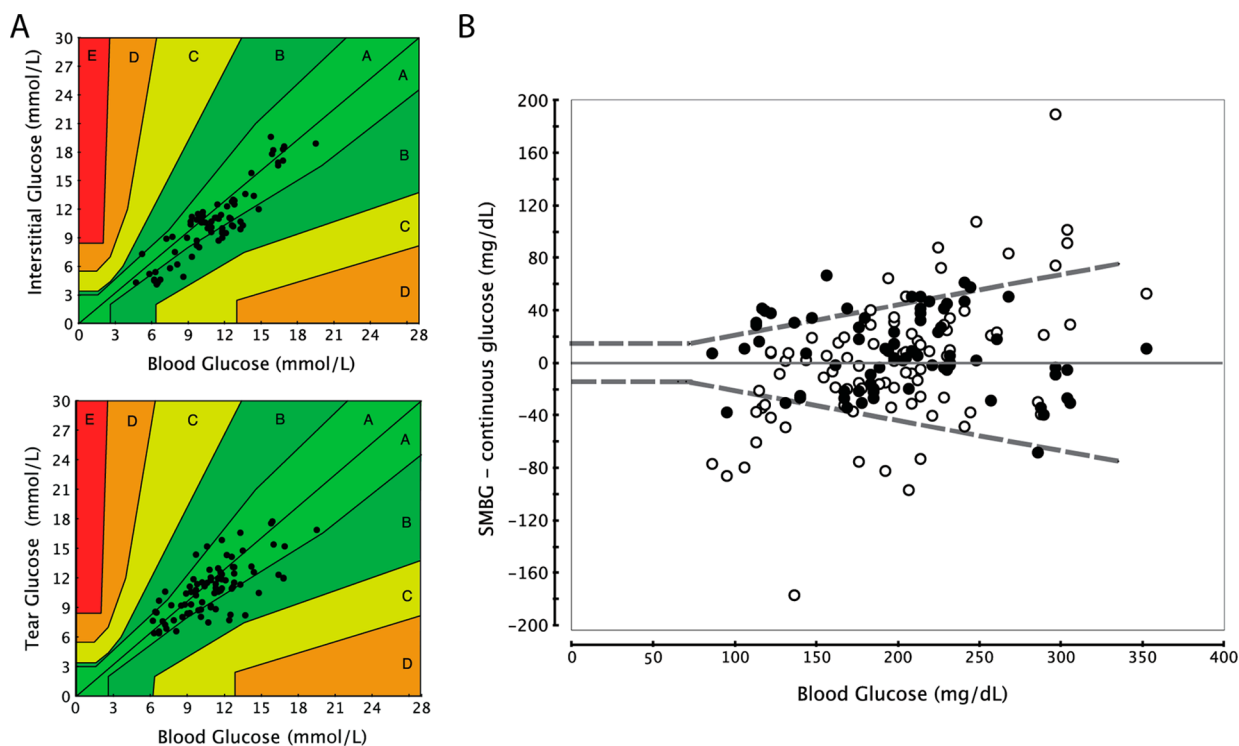 A
30
27
24
21
18
15
12
9
6
3
0
E
D
C
B
A
A
B
C
D
0
3
6
9
12
15
18
21
24
28
Interstitial Glucose (mmol/L)
Blood Glucose (mmol/L)
30
27
24
21
18
15
12
9
6
3
0
E
D
C
B
A
A
B
C
D
0
3
6
9
12
15
18
21
24
28
Tear Glucose (mmol/L)
Blood Glucose (mmol/L)
B
200
160
120
80
40
0
-40
-80
-120
-160
-200
0
50
100
150
200
250
300
350
400
SMBG – continuous glucose (mg/dL)
Blood Glucose (mg/dL)